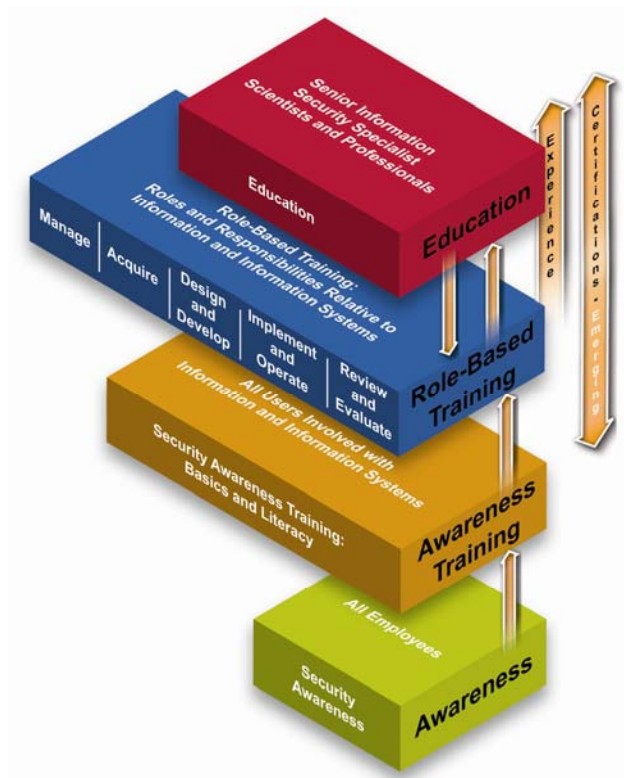 Senior Information
Security Specialist
Scientists and Professionals
Education
Education
Experience
Certifications - Emerging
Role-Based Training:
Roles and Responsibilities Relative to
Information and Information Systems
Manage
Acquire
Design
and
Develop
Implement
and
Operate
Review
and
Evaluate
Role-Based
Training
All Users Involved with
Information and Information Systems
Security Awareness Training:
Basics and Literacy
Awareness
Training
All Employees
Security
Awareness
Awareness